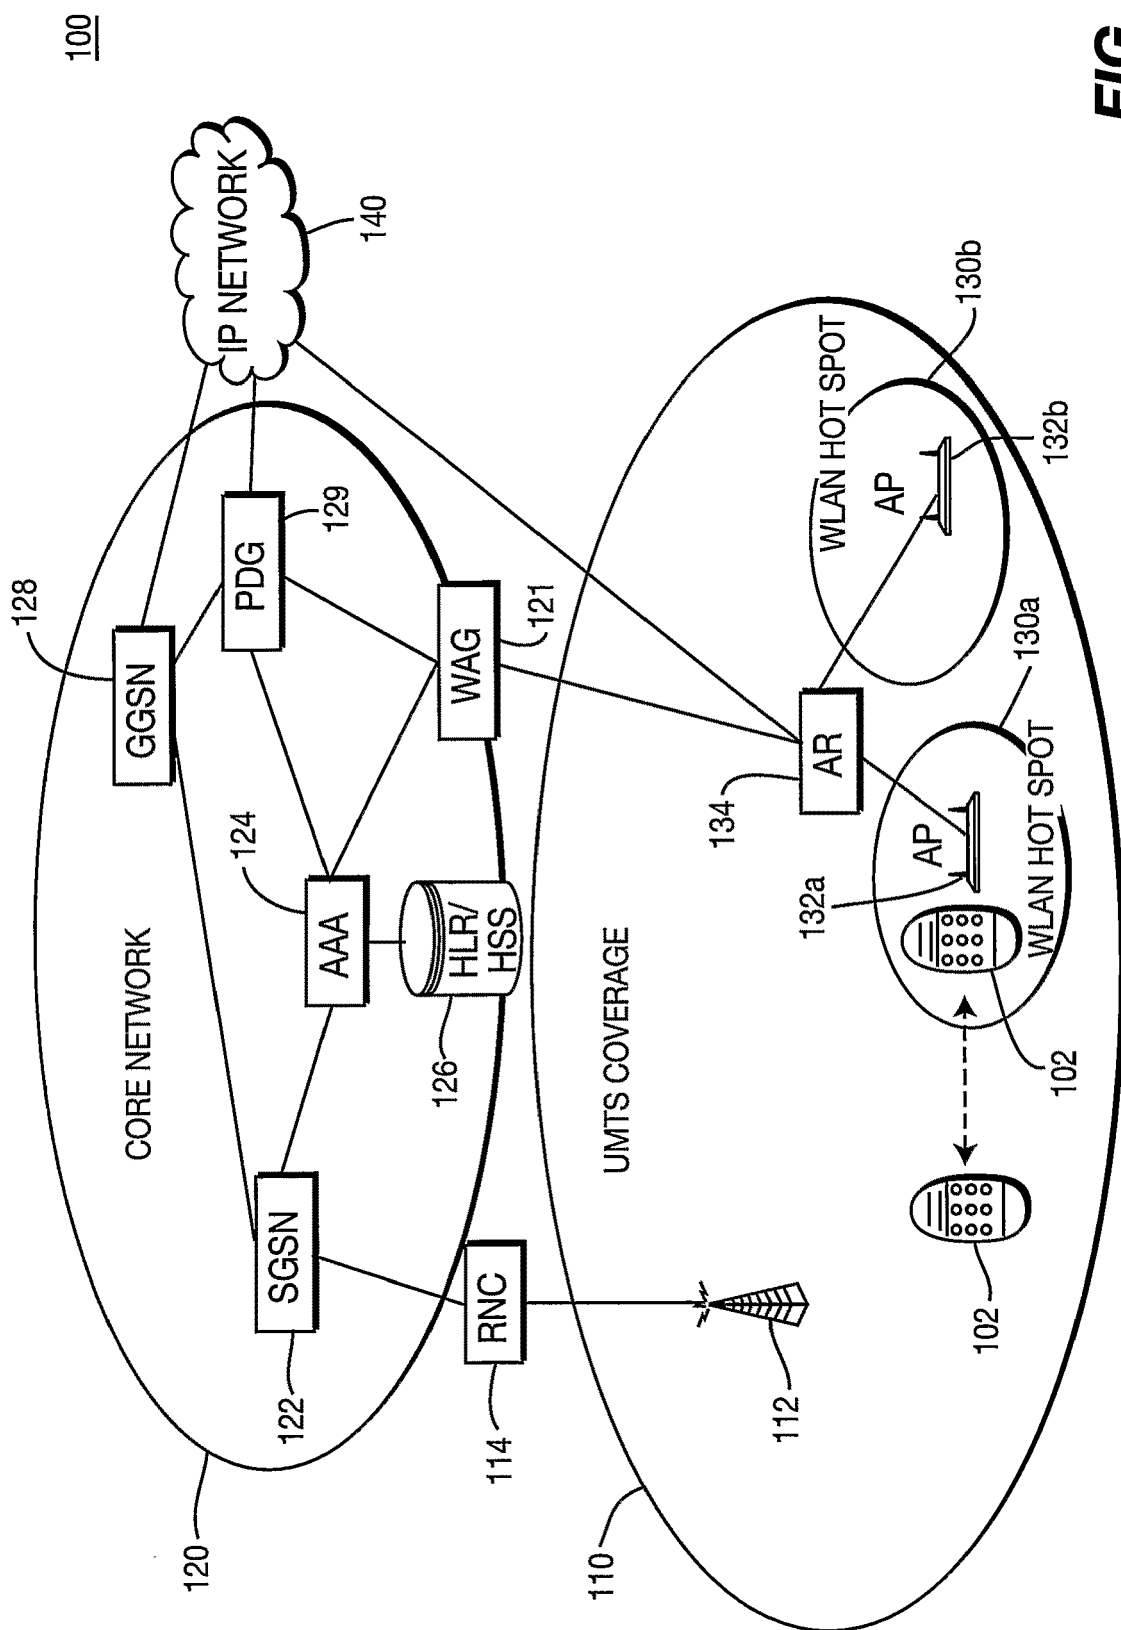 100
IP NETWORK
140
CORE NETWORK
120
GGSN
128
PDG
129
SGSN
122
AAA
124
HLR/
HSS
126
WAG
121
RNC
114
UMTS COVERAGE
110
112
AR
134
WLAN HOT SPOT
AP
130b
132b
AP
132a
130a
WLAN HOT SPOT
102
102
FIG